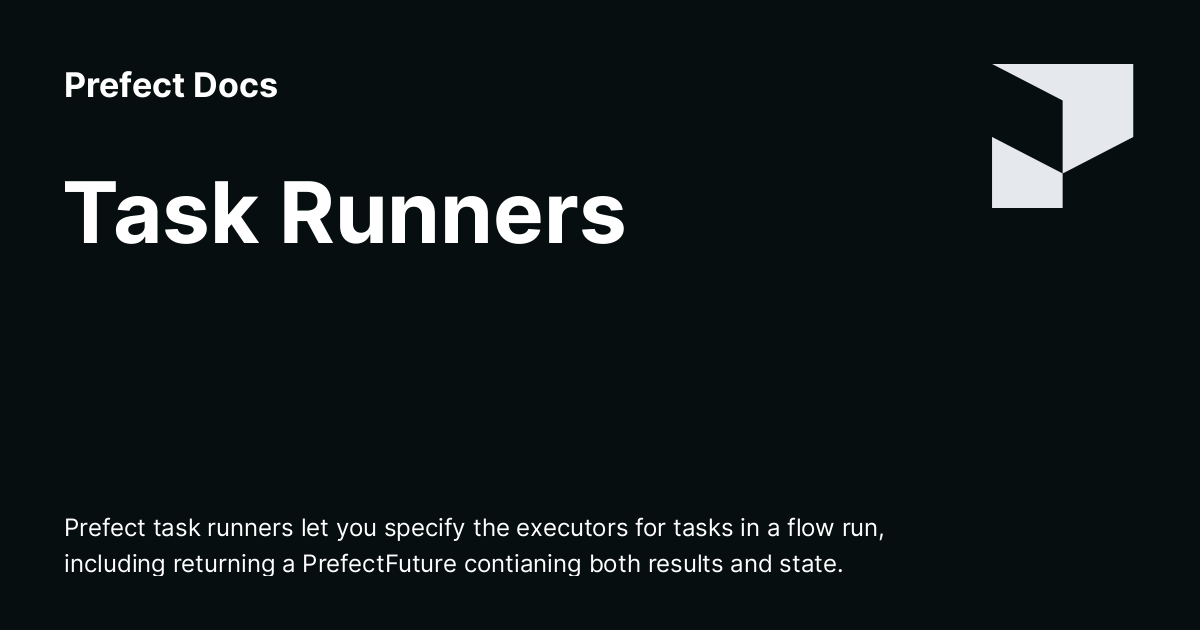 Prefect Docs
Task Runners
Prefect task runners let you specify the executors for tasks in a flow run,
including returning a PrefectFuture contianing both results and state.